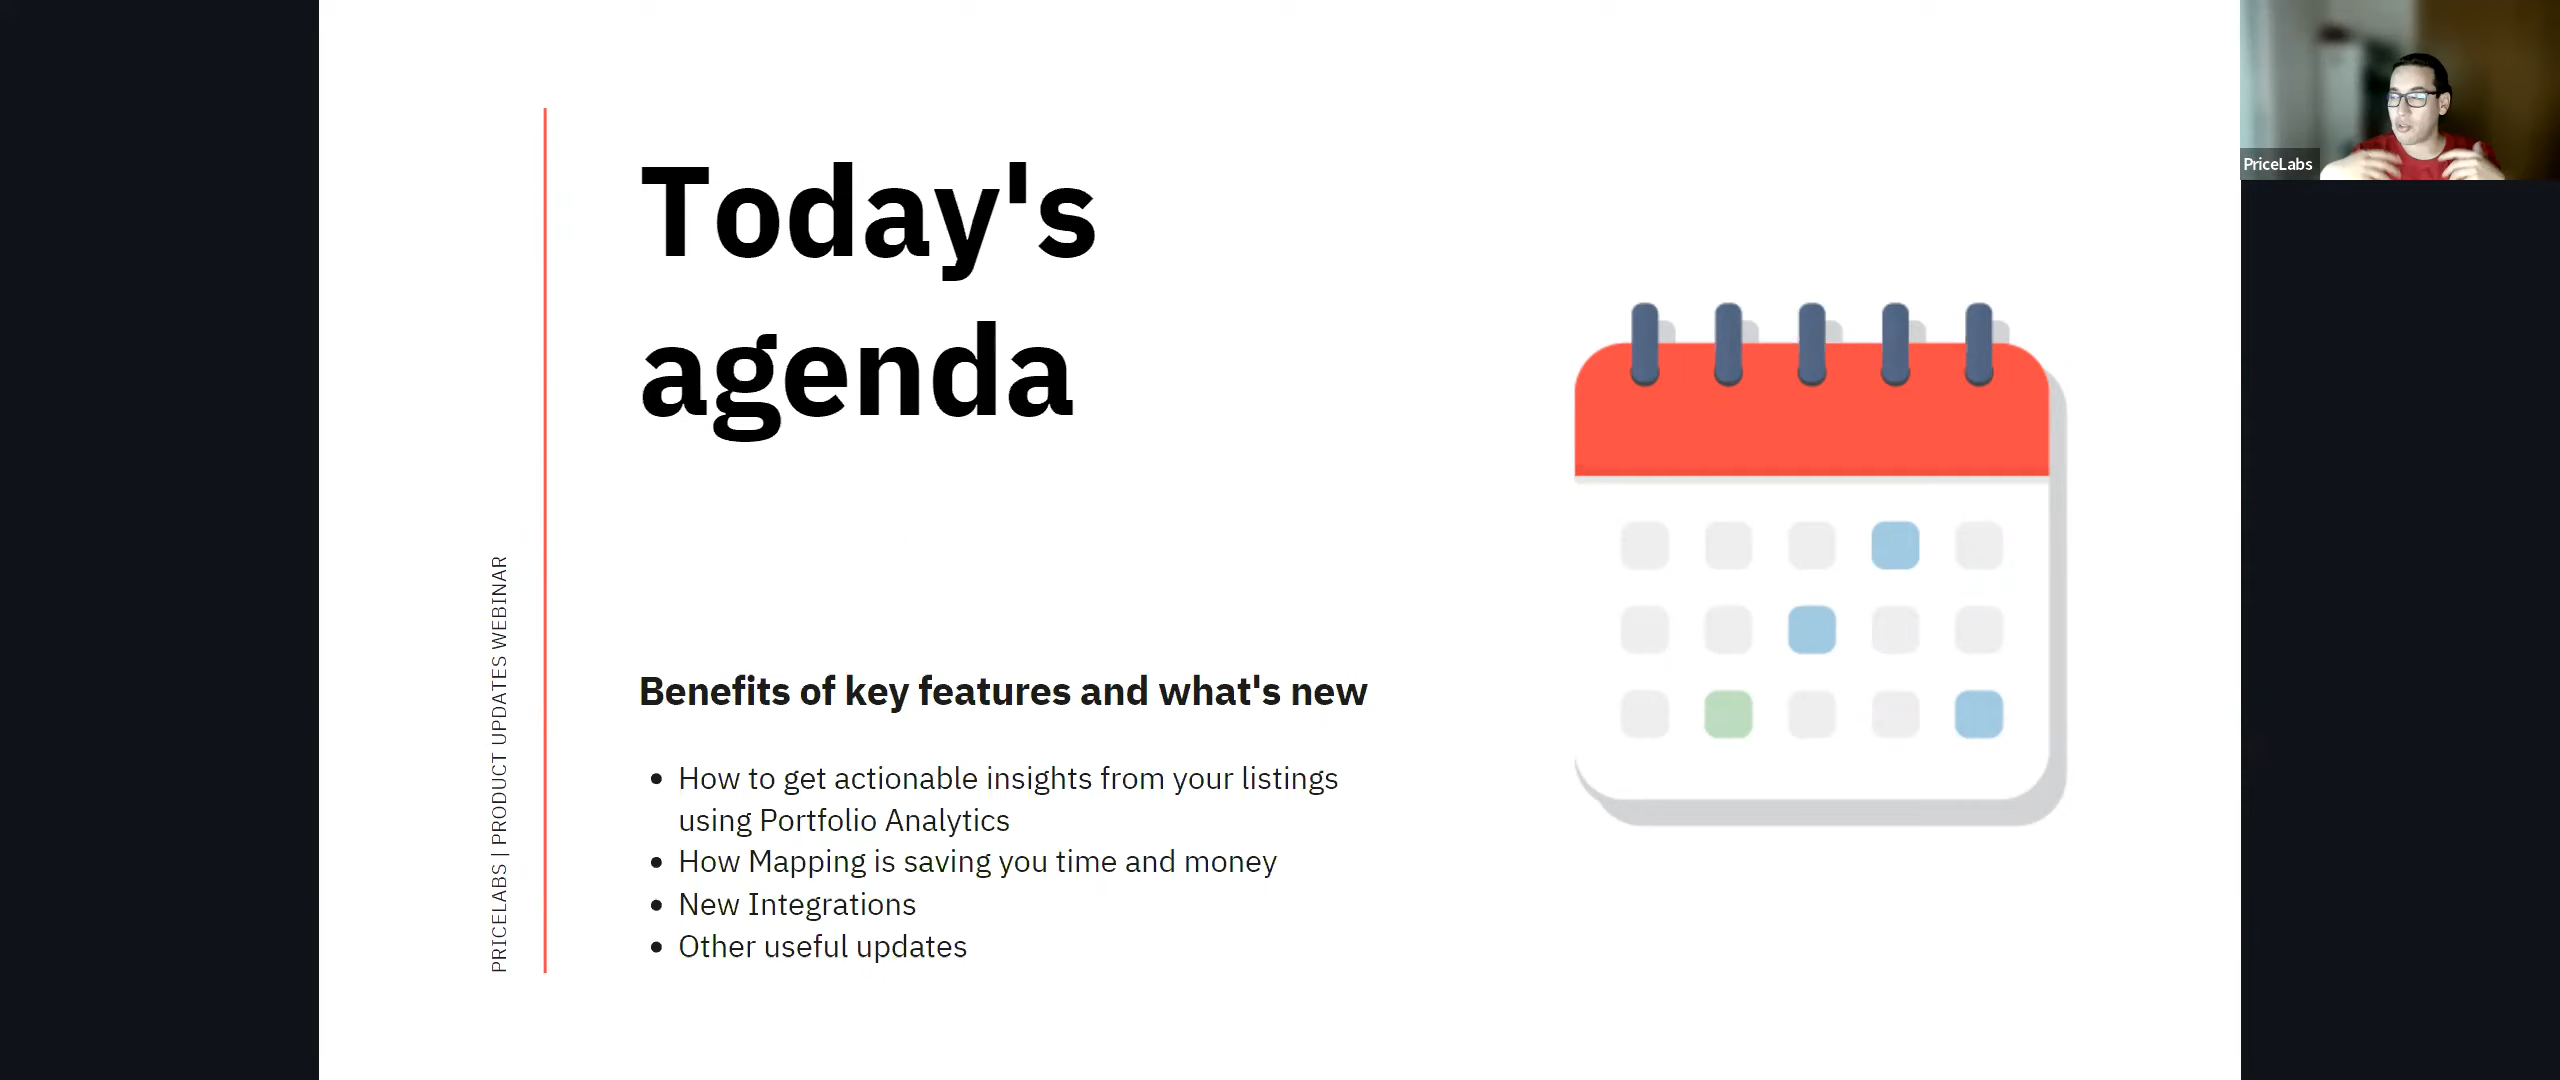 Today's
agenda
Benefits of key features and what's new
• How to get actionable insights from your listings
using Portfolio Analytics
• How Mapping is saving you time and money
• New Integrations
• Other useful updates
PRICELABS | PRODUCT UPDATES WEBINAR
PriceLabs